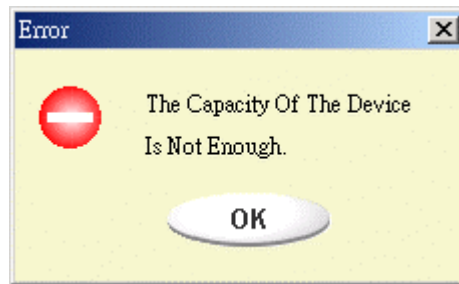 Error
The Capacity Of The Device
Is Not Enough.
OK